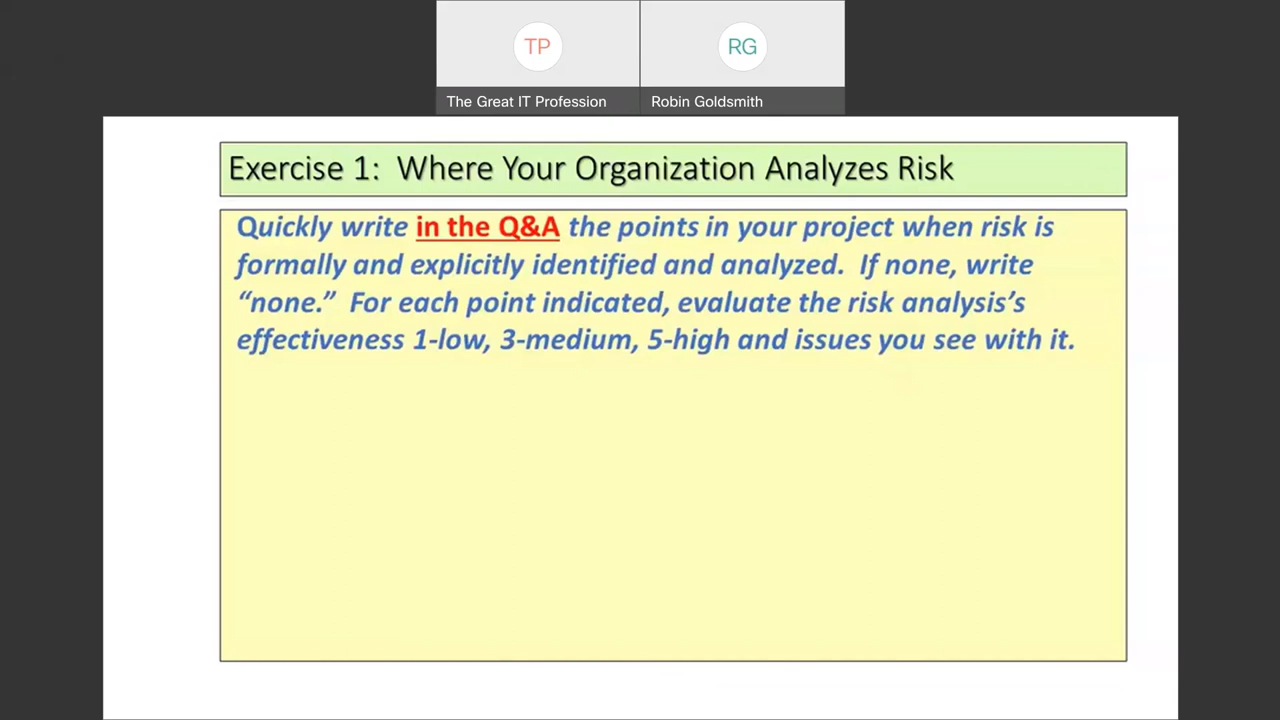 TP
RG
The Great IT Profession
Robin Goldsmith
Exercise 1:  Where Your Organization Analyzes Risk
Quickly write in the Q&A the points in your project when risk is
formally and explicitly identified and analyzed.  If none, write
“none.”  For each point indicated, evaluate the risk analysis’s
effectiveness 1-low, 3-medium, 5-high and issues you see with it.